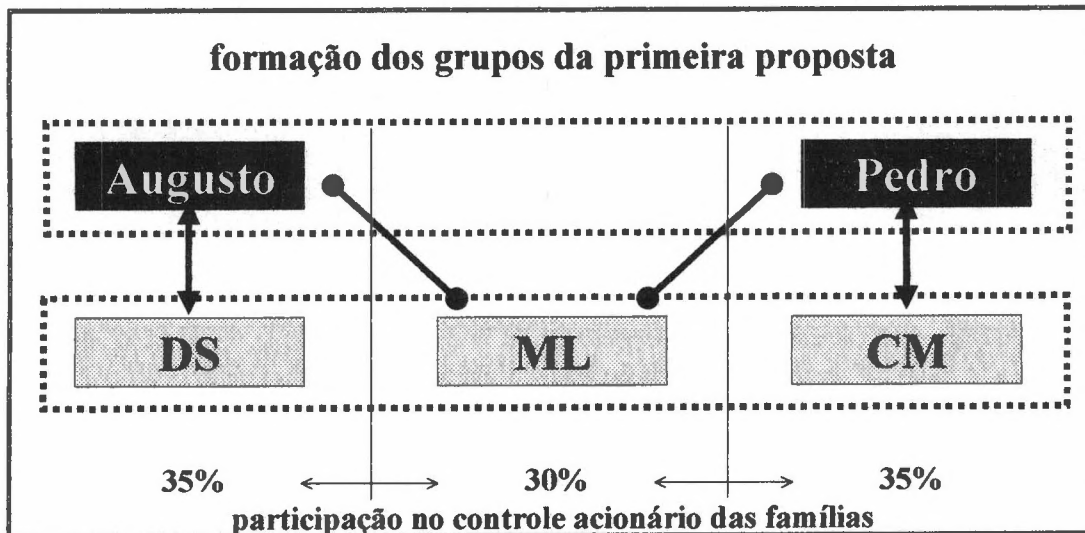 formação dos grupos da primeira proposta
Augusto
Pedro
DS
ML
CM
35%
30%
35%
participação no controle acionário das famílias